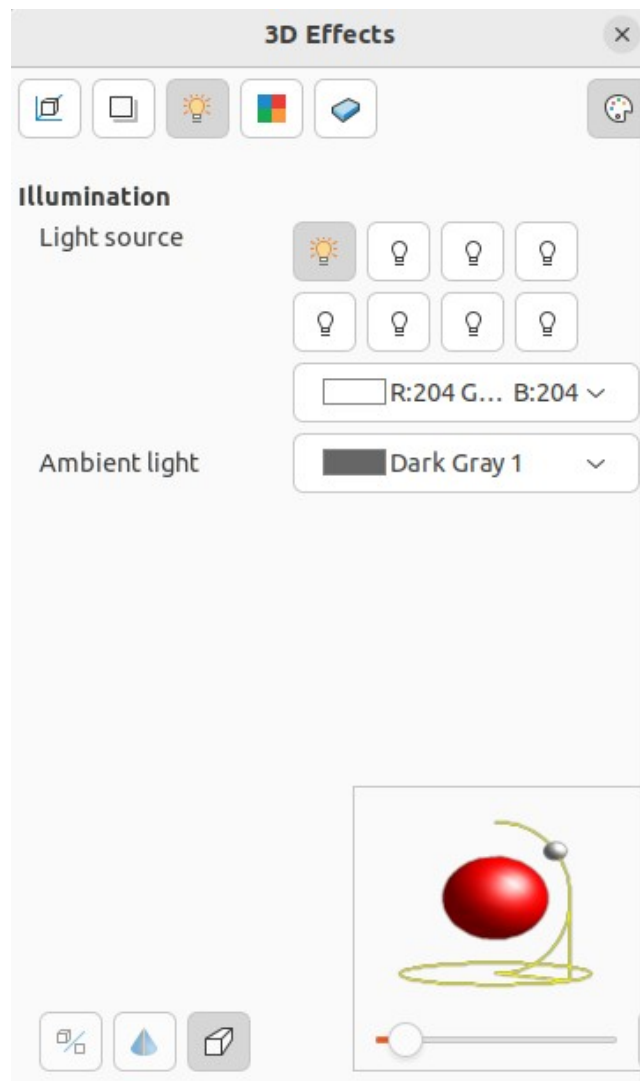 3D Effects
Illumination
Light source
R:204 G... B:204
Ambient light
Dark Gray 1